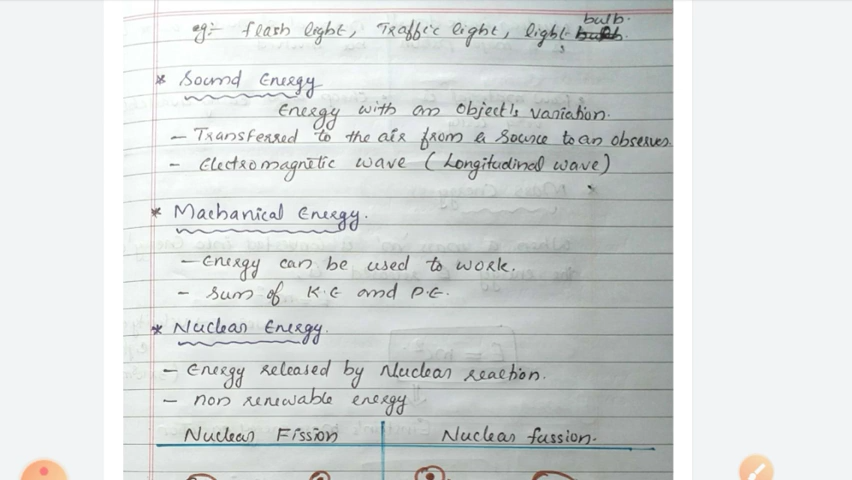 eg:- flash light, Traffic light, light bulb.
* Sound Energy
Energy with an object's variation.
- Transferred to the air from a source to an observer
- Electromagnetic wave (Longitudinal wave)
* Machanical Energy.
- Energy can be used to work.
- sum of K.E and P.E.
* Nuclear Energy.
- Energy released by Nuclear reaction.
- non renewable energy
Nuclear Fission Nuclear fussion.